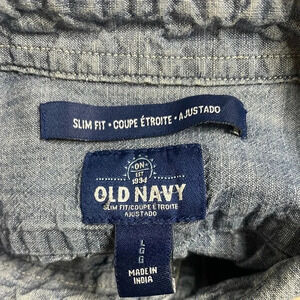 SLIM FIT • COUPE ÉTROITE • AJUSTADO
ON
EST
1994
OLD NAVY
SLIM FIT/COUPE ÉTROITE
AJUSTADO
L
G
G
MADE IN
INDIA